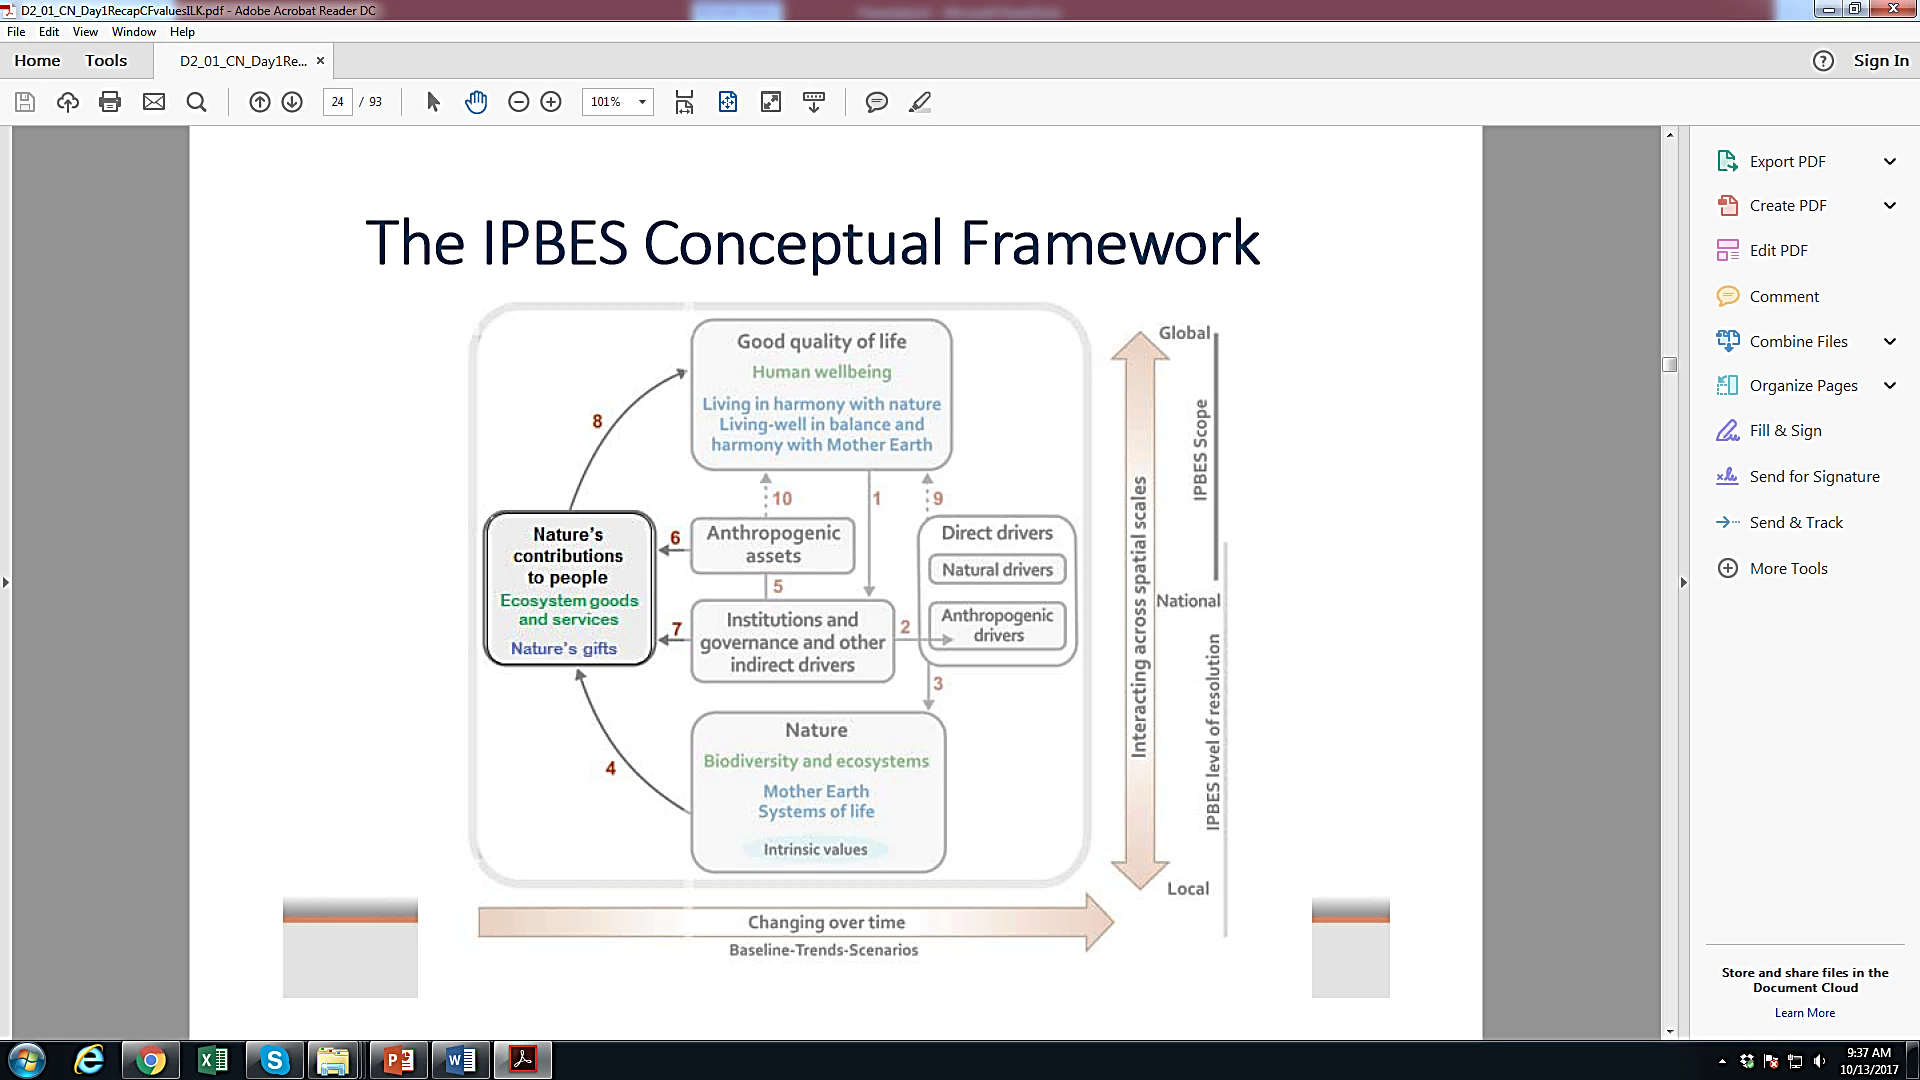 D2_01_CN_Day1RecapCFvaluesILK.pdf - Adobe Acrobat Reader DC
File Edit View Window Help
Home Tools D2_01_CN_Day1Re... × Sign In
24 / 93 101%
The IPBES Conceptual Framework
Good quality of life
Human wellbeing
Living in harmony with nature
Living-well in balance and
harmony with Mother Earth
8
10
1
9
Nature's
contributions
to people
Ecosystem goods
and services
Nature's gifts
6
Anthropogenic
assets
5
7
Institutions and
governance and other
indirect drivers
2
Direct drivers
Natural drivers
Anthropogenic
drivers
3
4
Nature
Biodiversity and ecosystems
Mother Earth
Systems of life
Intrinsic values
Interacting across spatial scales
Global
IPBES Scope
National
IPBES level of resolution
Local
Changing over time
Baseline-Trends-Scenarios
Export PDF
Create PDF
Edit PDF
Comment
Combine Files
Organize Pages
Fill & Sign
Send for Signature
Send & Track
More Tools
Store and share files in the
Document Cloud
Learn More
9:37 AM
10/13/2017